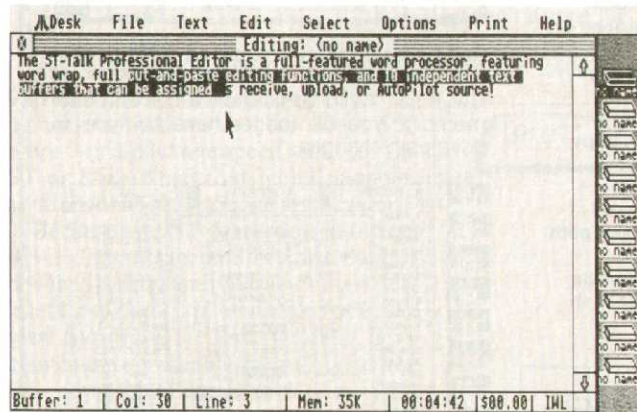 Desk File Text Edit Select Options Print Help
Editing: <no name>
The ST-Talk Professional Editor is a full-featured word processor, featuring
word wrap, full cut-and-paste editing functions, and 10 independent text
buffers that can be assigned s receive, upload, or AutoPilot source!
no name
no name
no name
no name
no name
no name
no name
no name
no name
no name
Buffer: 1 | Col: 30 | Line: 3 | Mem: 35K | 00:04:42 |$00.00| IWL